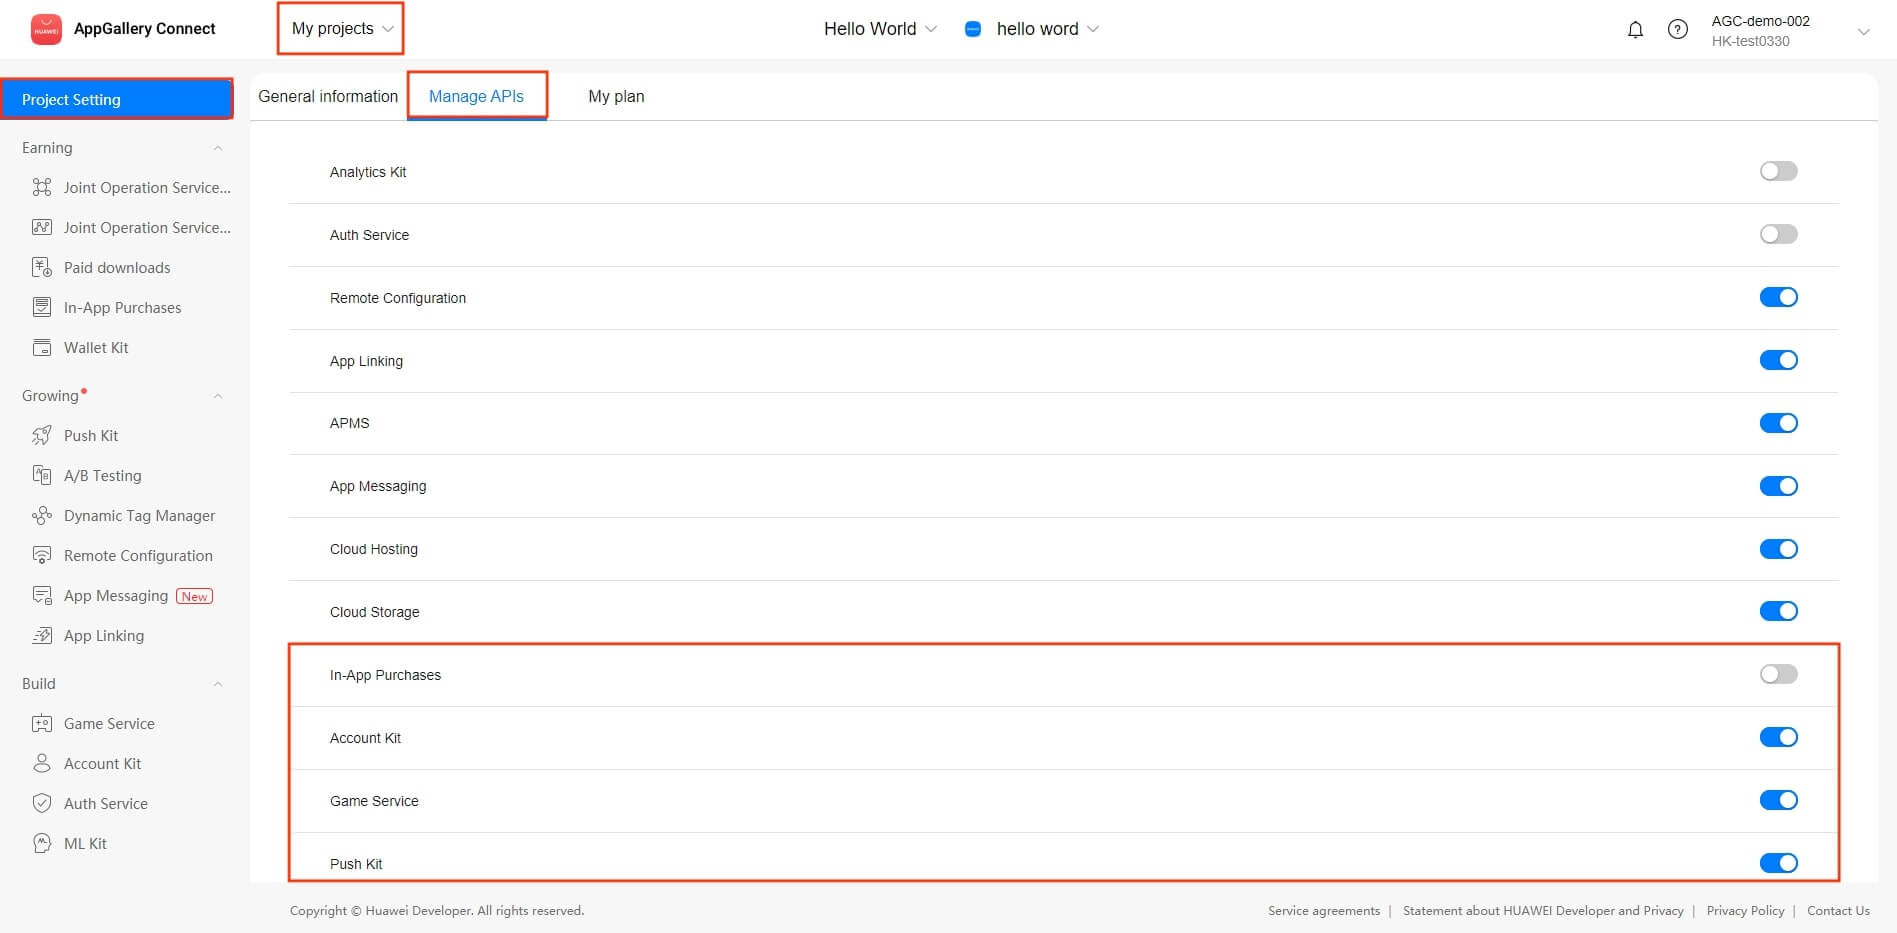 HUAWEI
AppGallery Connect
My projects
Hello World
hello word
AGC-demo-002
HK-test0330
Project Setting
General information
Manage APIs
My plan
Earning
Joint Operation Service...
Joint Operation Service...
Paid downloads
In-App Purchases
Wallet Kit
Growing
Push Kit
A/B Testing
Dynamic Tag Manager
Remote Configuration
App Messaging New
App Linking
Build
Game Service
Account Kit
Auth Service
ML Kit
Analytics Kit
Auth Service
Remote Configuration
App Linking
APMS
App Messaging
Cloud Hosting
Cloud Storage
In-App Purchases
Account Kit
Game Service
Push Kit
Copyright © Huawei Developer. All rights reserved.
Service agreements | Statement about HUAWEI Developer and Privacy | Privacy Policy | Contact Us